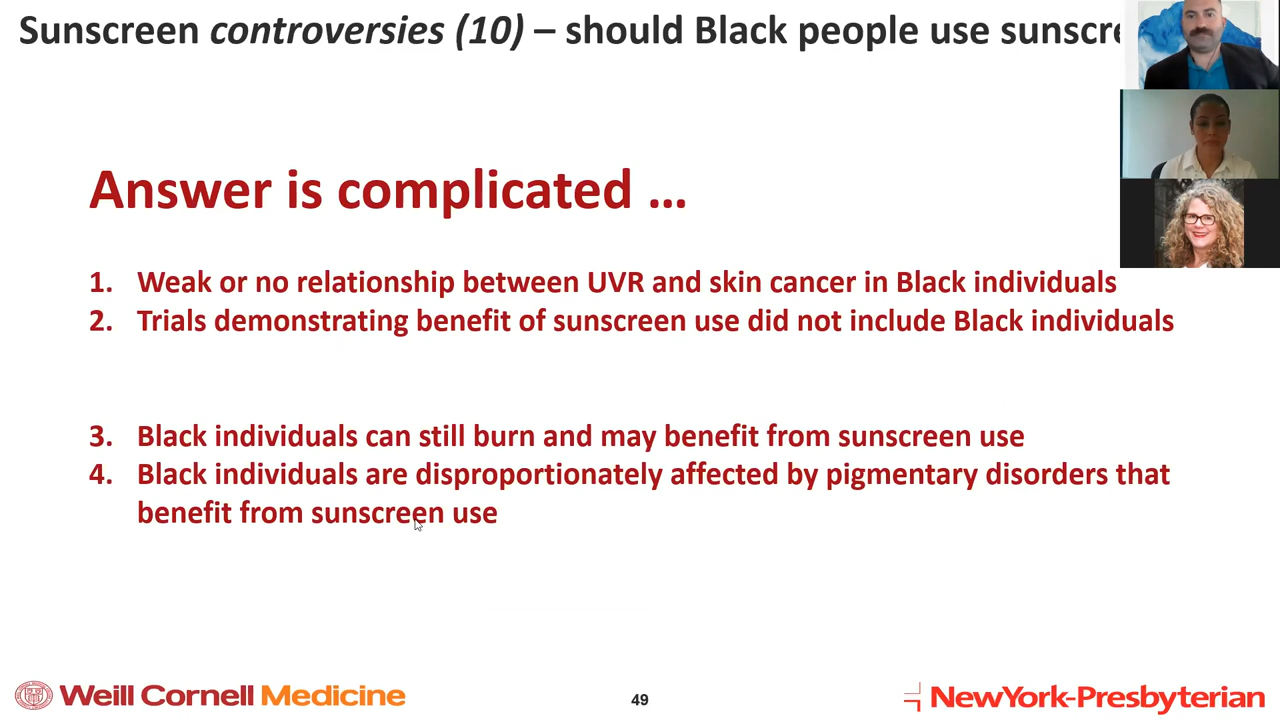 Sunscreen controversies (10) – should Black people use
Answer is complicated …
1. Weak or no relationship between UVR and skin cancer in Black individuals
2. Trials demonstrating benefit of sunscreen use did not include Black individuals
3. Black individuals can still burn and may benefit from sunscreen use
4. Black individuals are disproportionately affected by pigmentary disorders that
benefit from sunscreen use
Weill Cornell Medicine
49
NewYork-Presbyterian